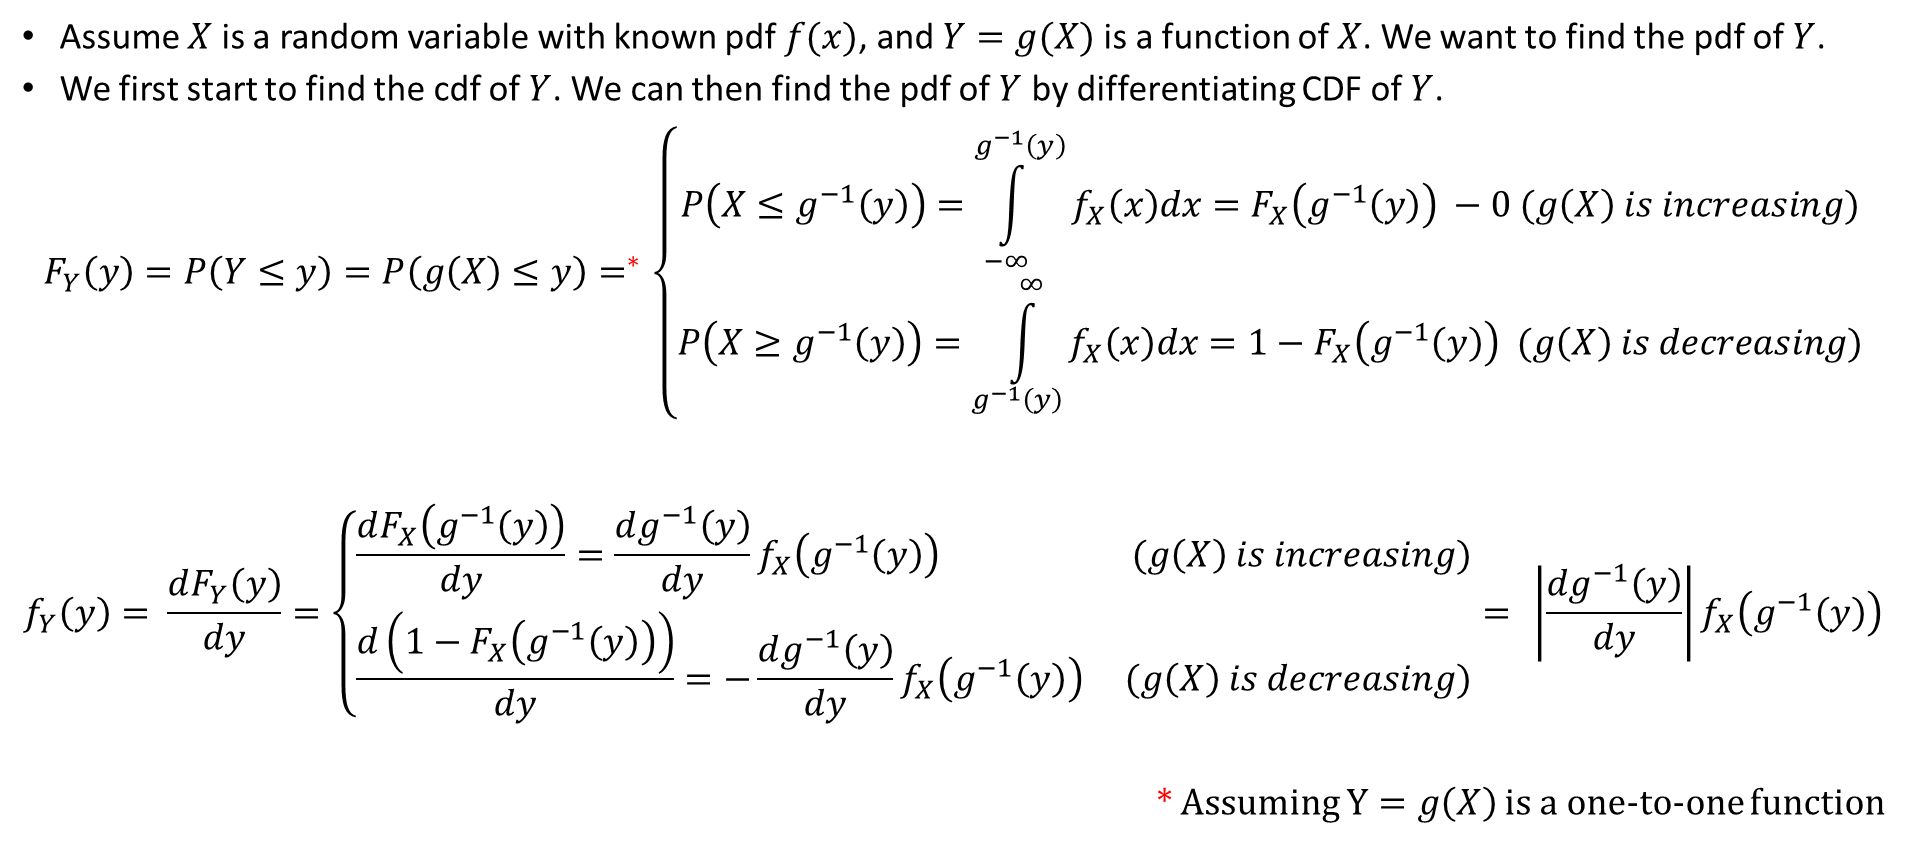 • Assume X is a random variable with known pdf f(x), and Y = g(X) is a function of X. We want to find the pdf of Y.
• We first start to find the cdf of Y. We can then find the pdf of Y by differentiating CDF of Y.
F_Y(y) = P(Y ≤ y) = P(g(X) ≤ y) =* {
P(X ≤ g⁻¹(y)) = ∫_{−∞}^{g⁻¹(y)} f_X(x)dx = F_X(g⁻¹(y)) − 0 (g(X) is increasing)
P(X ≥ g⁻¹(y)) = ∫_{g⁻¹(y)}^{∞} f_X(x)dx = 1 − F_X(g⁻¹(y)) (g(X) is decreasing)
f_Y(y) = dF_Y(y)/dy = {
dF_X(g⁻¹(y))/dy = dg⁻¹(y)/dy f_X(g⁻¹(y)) (g(X) is increasing)
d(1 − F_X(g⁻¹(y)))/dy = − dg⁻¹(y)/dy f_X(g⁻¹(y)) (g(X) is decreasing)
= |dg⁻¹(y)/dy| f_X(g⁻¹(y))
* Assuming Y = g(X) is a one-to-one function